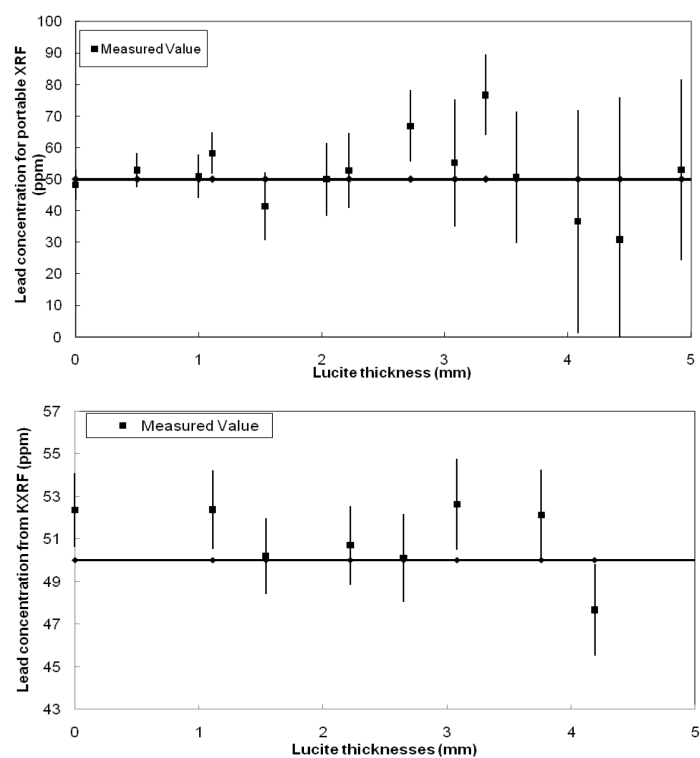 Lead concentration for portable XRF
(ppm)
100
90
80
70
60
50
40
30
20
10
0
Measured Value
0 1 2 3 4 5
Lucite thickness (mm)
Lead concentration from KXRF (ppm)
57
55
53
51
49
47
45
43
Measured Value
0 1 2 3 4 5
Lucite thicknesses (mm)